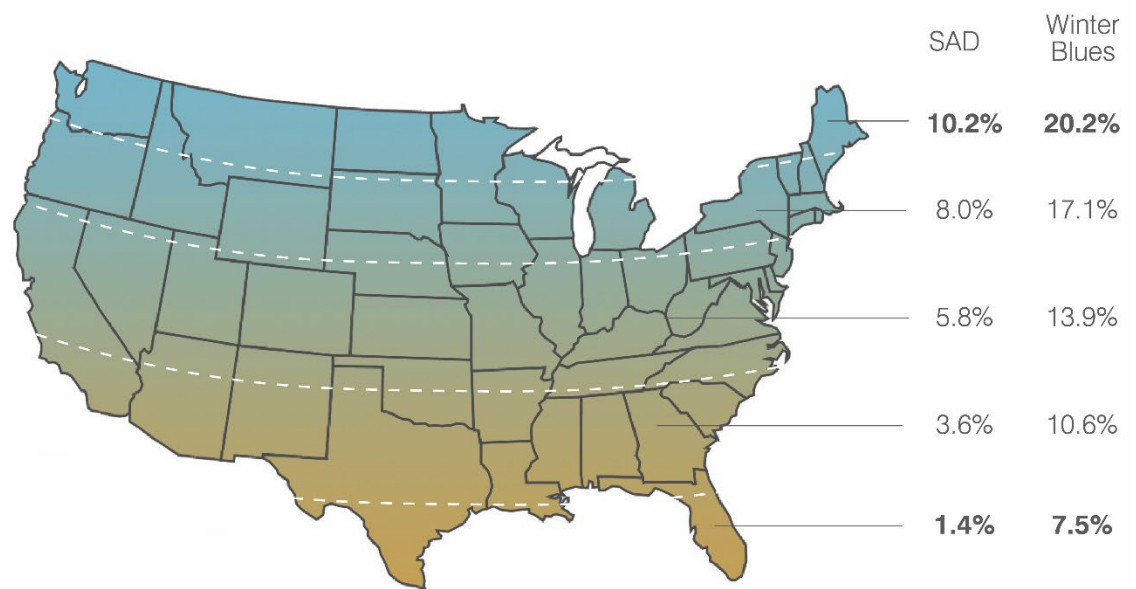 SAD Winter
Blues
10.2% 20.2%
8.0% 17.1%
5.8% 13.9%
3.6% 10.6%
1.4% 7.5%